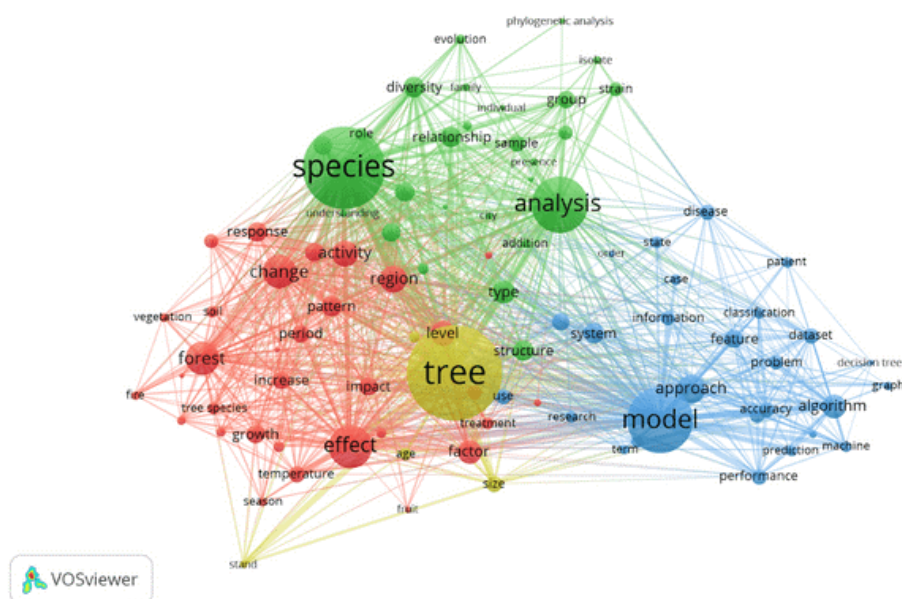 phylogenetic analysis
evolution
isolate
diversity
family
strain
group
individual
role
relationship
sample
species
presence
analysis
understanding
city
disease
response
addition
state
activity
order
patient
change
region
case
type
pattern
vegetation
soil
information
classification
period
level
system
feature
dataset
forest
structure
problem
decision tree
tree
increase
impact
approach
graph
fire
use
tree species
accuracy
algorithm
research
model
treatment
growth
effect
factor
age
term
prediction
machine
temperature
size
performance
season
fruit
stand
VOSviewer